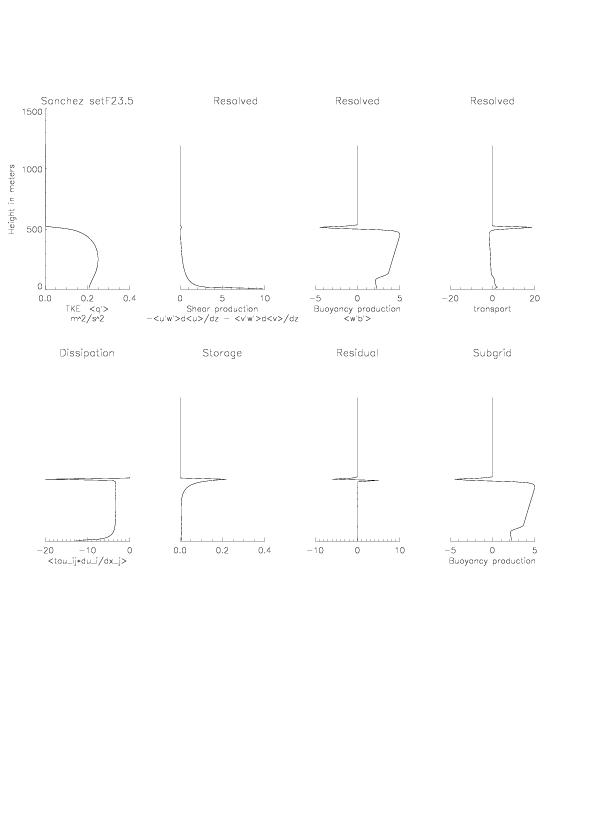 Sanchez setF23.5 Resolved Resolved Resolved
1500
1000
500
0
Height in meters
0.0 0.2 0.4 0 5 10 -5 0 5 -20 0 20
TKE <q'> Shear production Buoyancy production transport
m^2/s^2 -<u'w'>d<u>/dz - <v'w'>d<v>/dz <w'b'>
Dissipation Storage Residual Subgrid
-20 -10 0 0.0 0.2 0.4 -10 0 10 -5 0 5
<tau_ij*du_i/dx_j> Buoyancy production